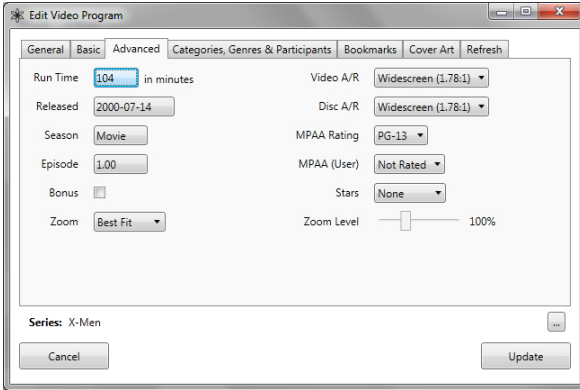 Edit Video Program
General Basic Advanced Categories, Genres & Participants Bookmarks Cover Art Refresh
Run Time 104 in minutes Video A/R Widescreen (1.78:1)
Released 2000-07-14 Disc A/R Widescreen (1.78:1)
Season Movie MPAA Rating PG-13
Episode 1.00 MPAA (User) Not Rated
Bonus Stars None
Zoom Best Fit Zoom Level 100%
Series: X-Men ...
Cancel Update